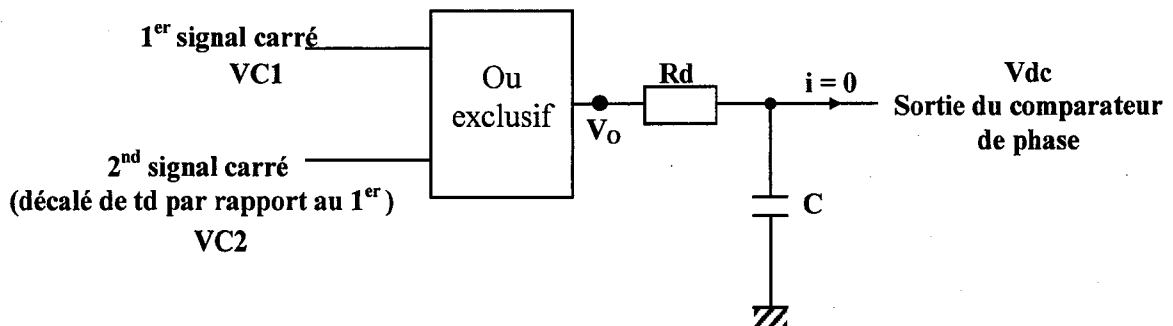 1er signal carré
VC1
Ou
exclusif
VO
Rd
i = 0
Vdc
Sortie du comparateur
de phase
2nd signal carré
(décalé de td par rapport au 1er)
VC2
C